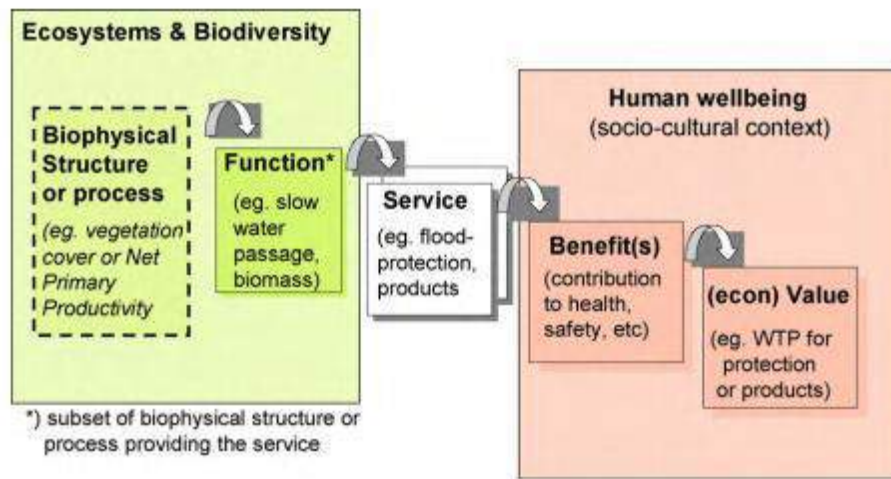 Ecosystems & Biodiversity
Biophysical
Structure
or process
(eg. vegetation
cover or Net
Primary
Productivity
Function*
(eg. slow
water
passage,
biomass)
Service
(eg. flood-
protection,
products
Human wellbeing
(socio-cultural context)
Benefit(s)
(contribution
to health,
safety, etc)
(econ) Value
(eg. WTP for
protection
or products)
*) subset of biophysical structure or
process providing the service